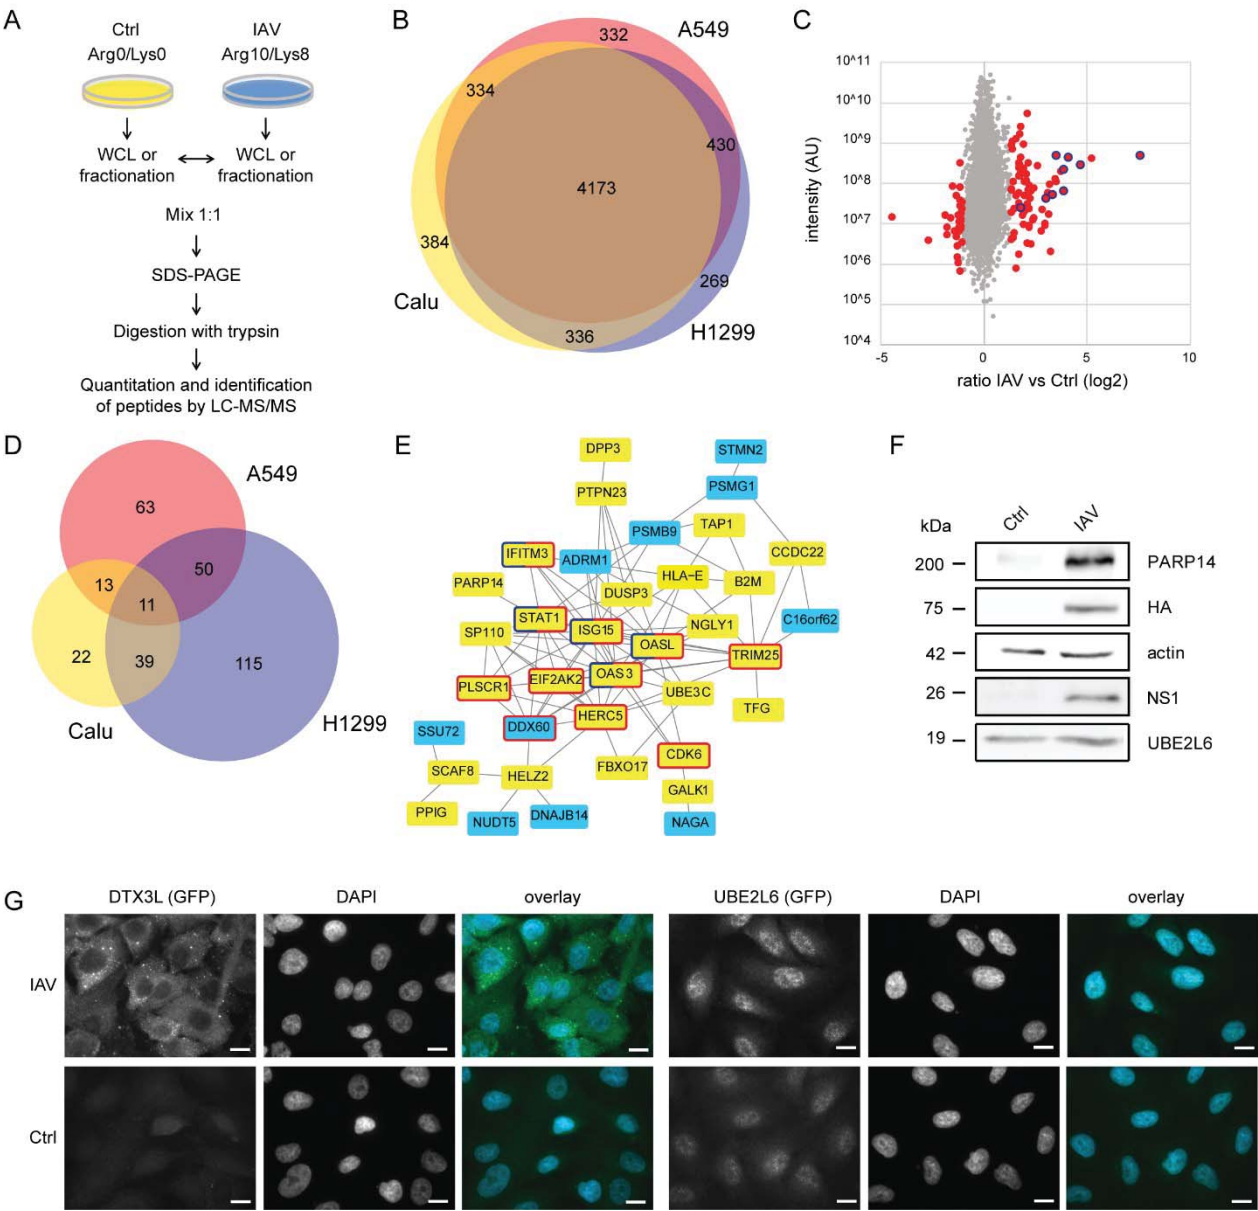 A
Ctrl
Arg0/Lys0
IAV
Arg10/Lys8
WCL or
fractionation
WCL or
fractionation
Mix 1:1
SDS-PAGE
Digestion with trypsin
Quantitation and identification
of peptides by LC-MS/MS
B
332
A549
334
430
4173
384
269
Calu
336
H1299
C
intensity (AU)
10^11
10^10
10^9
10^8
10^7
10^6
10^5
10^4
-5
0
5
10
ratio IAV vs Ctrl (log2)
D
A549
63
13
50
11
22
39
115
Calu
H1299
E
DPP3
STMN2
PTPN23
PSMG1
PSMB9
TAP1
IFITM3
ADRM1
CCDC22
PARP14
HLA-E
B2M
DUSP3
STAT1
ISG15
NGLY1
C16orf62
SP110
OASL
TRIM25
PLSCR1
EIF2AK2
OAS3
UBE3C
TFG
DDX60
HERC5
SSU72
CDK6
SCAF8
HELZ2
FBXO17
GALK1
PPIG
NUDT5
DNAJB14
NAGA
F
kDa
Ctrl
IAV
200
PARP14
75
HA
42
actin
26
NS1
19
UBE2L6
G
DTX3L (GFP)
DAPI
overlay
UBE2L6 (GFP)
DAPI
overlay
IAV
Ctrl